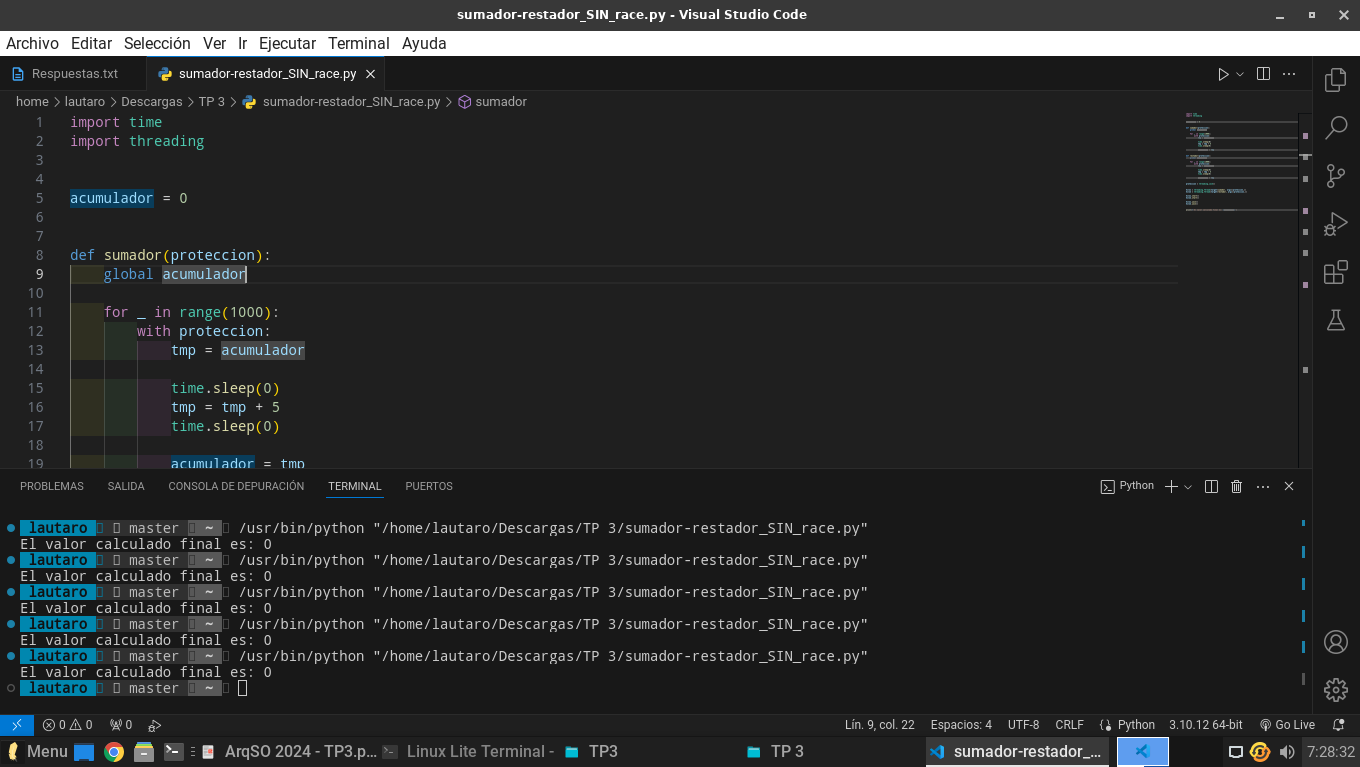 sumador-restador_SIN_race.py - Visual Studio Code
Archivo Editar Selección Ver Ir Ejecutar Terminal Ayuda
Respuestas.txt sumador-restador_SIN_race.py
home > lautaro > Descargas > TP 3 > sumador-restador_SIN_race.py > sumador
1 import time
2 import threading
3
4
5 acumulador = 0
6
7
8 def sumador(proteccion):
9 global acumulador
10
11 for _ in range(1000):
12 with proteccion:
13 tmp = acumulador
14
15 time.sleep(0)
16 tmp = tmp + 5
17 time.sleep(0)
18
19 acumulador = tmp
PROBLEMAS SALIDA CONSOLA DE DEPURACIÓN TERMINAL PUERTOS Python
lautaro master ~ /usr/bin/python "/home/lautaro/Descargas/TP 3/sumador-restador_SIN_race.py"
El valor calculado final es: 0
lautaro master ~ /usr/bin/python "/home/lautaro/Descargas/TP 3/sumador-restador_SIN_race.py"
El valor calculado final es: 0
lautaro master ~ /usr/bin/python "/home/lautaro/Descargas/TP 3/sumador-restador_SIN_race.py"
El valor calculado final es: 0
lautaro master ~ /usr/bin/python "/home/lautaro/Descargas/TP 3/sumador-restador_SIN_race.py"
El valor calculado final es: 0
lautaro master ~ /usr/bin/python "/home/lautaro/Descargas/TP 3/sumador-restador_SIN_race.py"
El valor calculado final es: 0
lautaro master ~
0 0 0 Lín. 9, col. 22 Espacios: 4 UTF-8 CRLF Python 3.10.12 64-bit Go Live
Menu ArqSO 2024 - TP3.p... Linux Lite Terminal - TP3 TP 3 sumador-restador_... 7:28:32